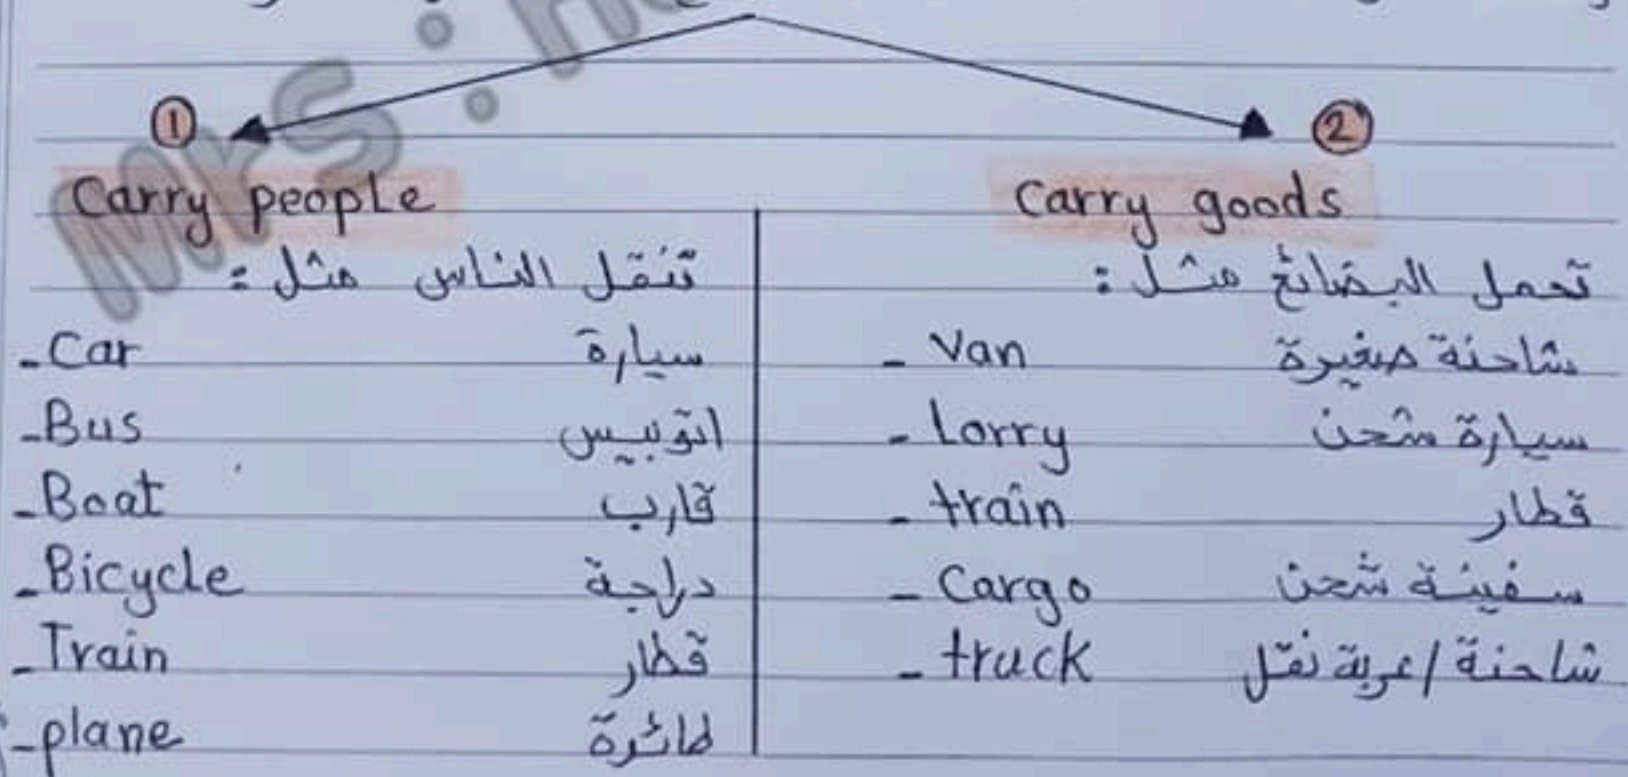 Mrs:
① ②
Carry people
تنقل الناس مثل:
- Car سيارة
- Bus اتوبيس
- Boat قارب
- Bicycle دراجة
- Train قطار
- plane طائرة
Carry goods
تحمل البضائع مثل:
- Van شاحنة صغيرة
- Lorry سيارة شحن
- train قطار
- Cargo سفينة شحن
- truck شاحنة/عربة نقل